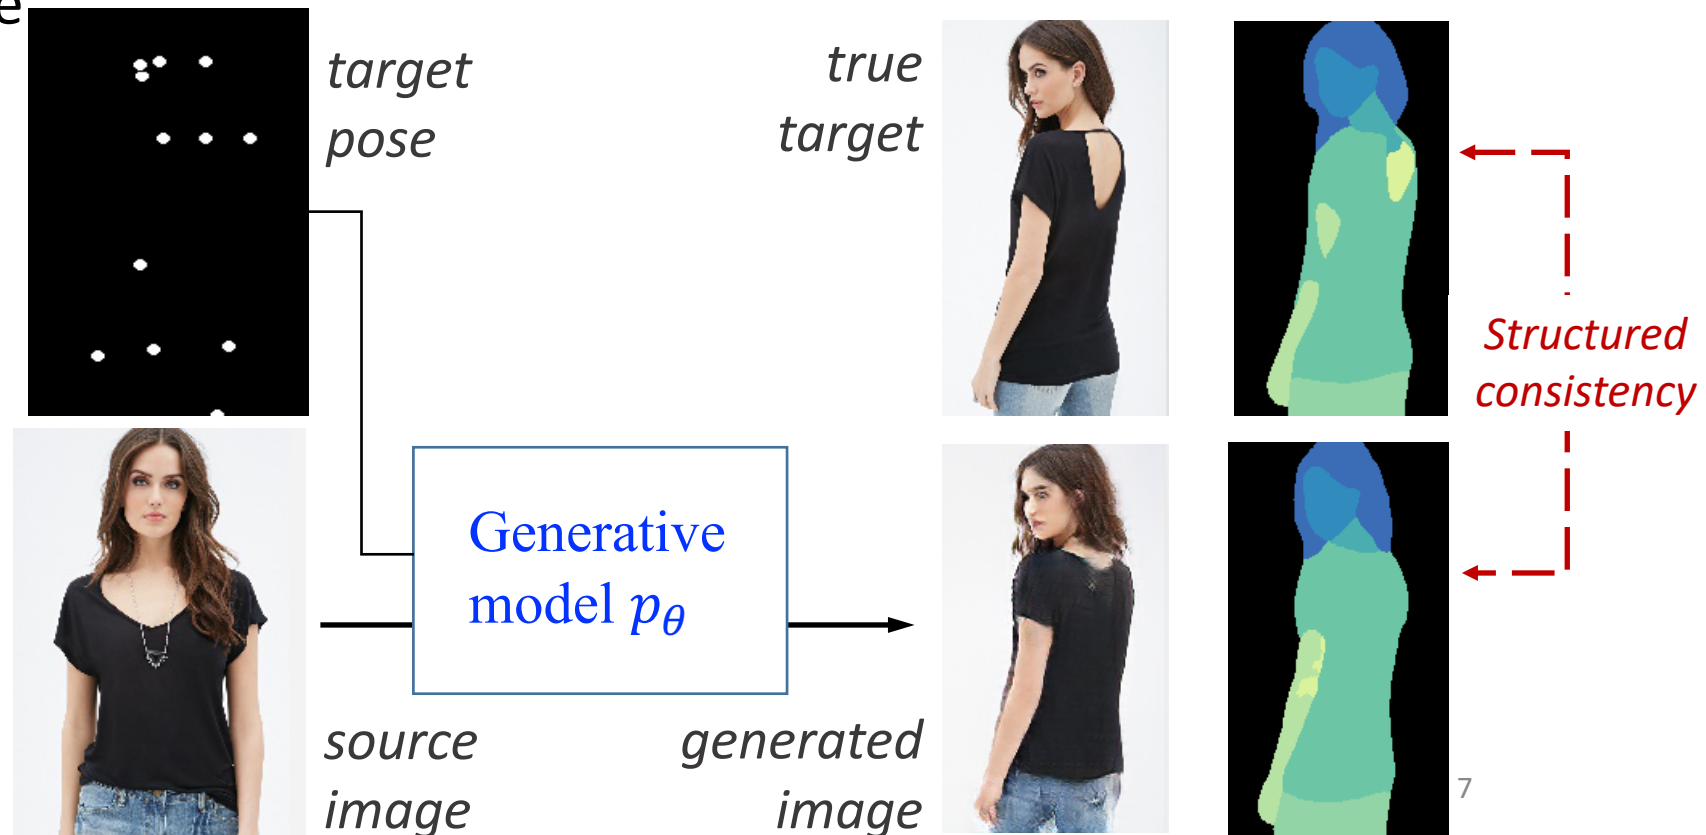 e
target
pose
true
target
Structured
consistency
Generative
model pθ
source
image
generated
image
7